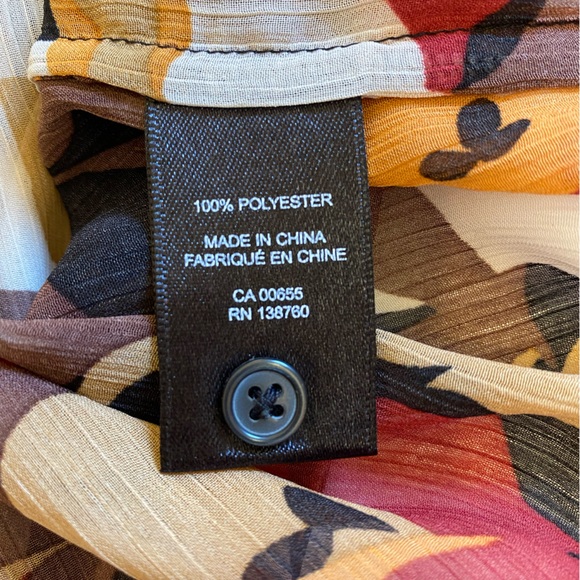 100% POLYESTER
MADE IN CHINA
FABRIQUÉ EN CHINE
CA 00655
RN 138760